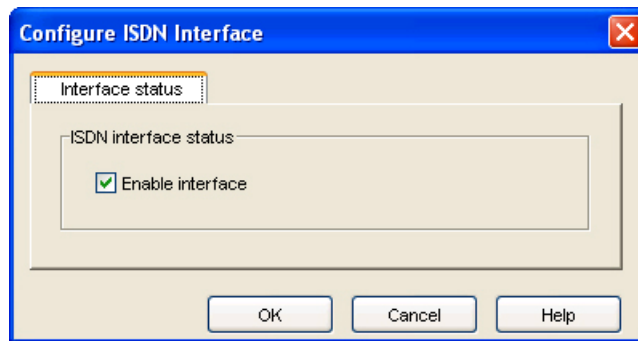 Configure ISDN Interface
Interface status
ISDN interface status
Enable interface
OK Cancel Help